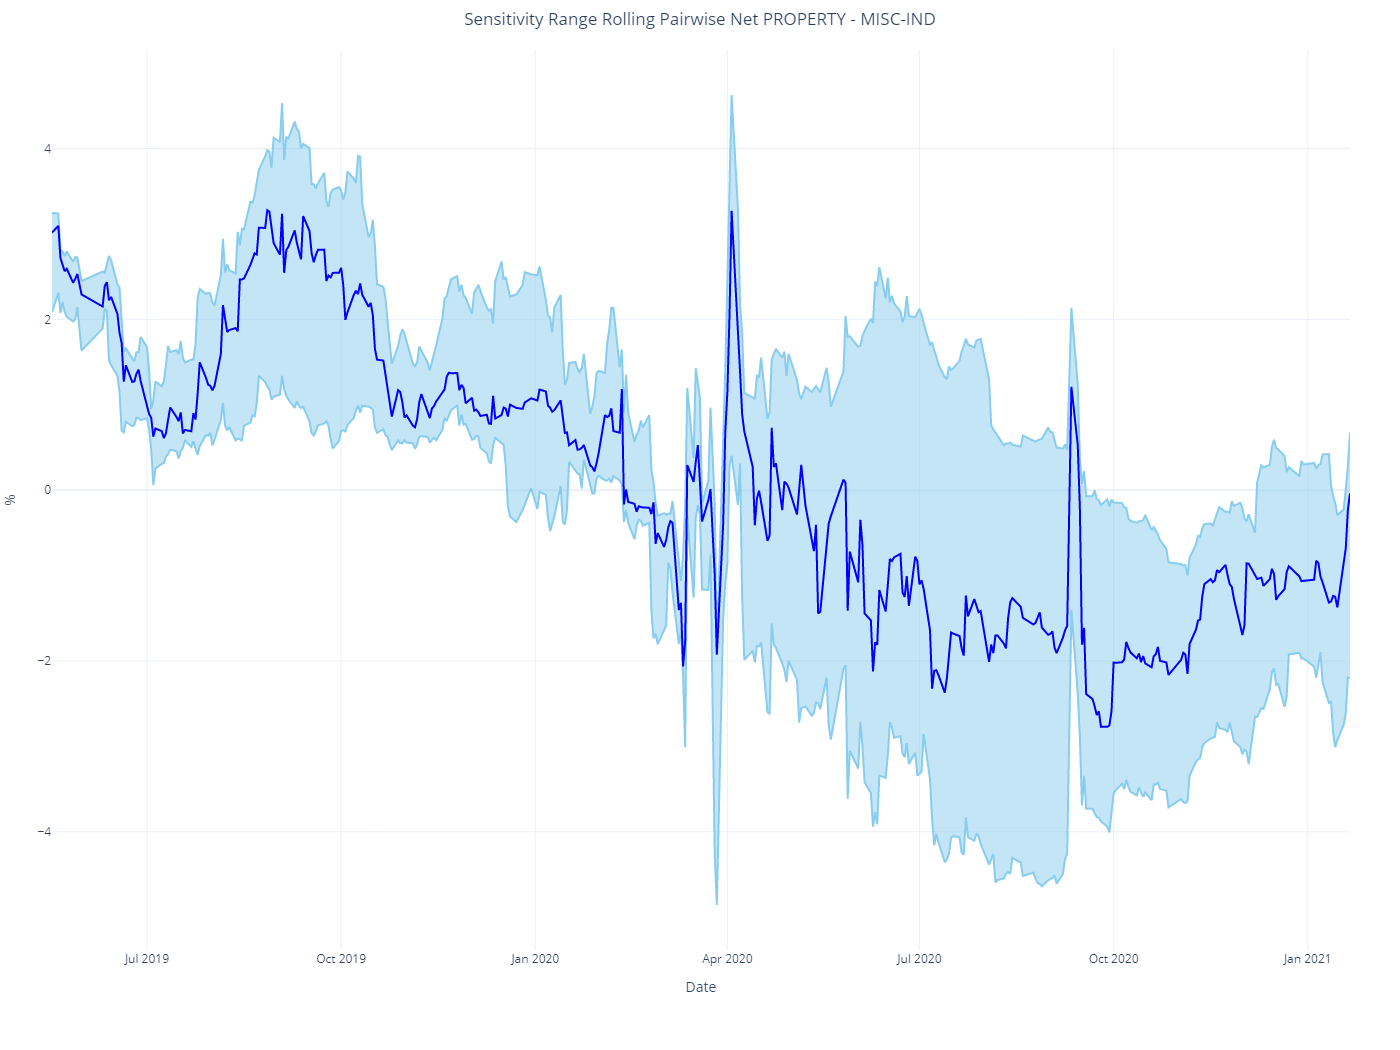 Sensitivity Range Rolling Pairwise Net PROPERTY - MISC-IND
4
2
0
−2
−4
%
Jul 2019
Oct 2019
Jan 2020
Apr 2020
Jul 2020
Oct 2020
Jan 2021
Date